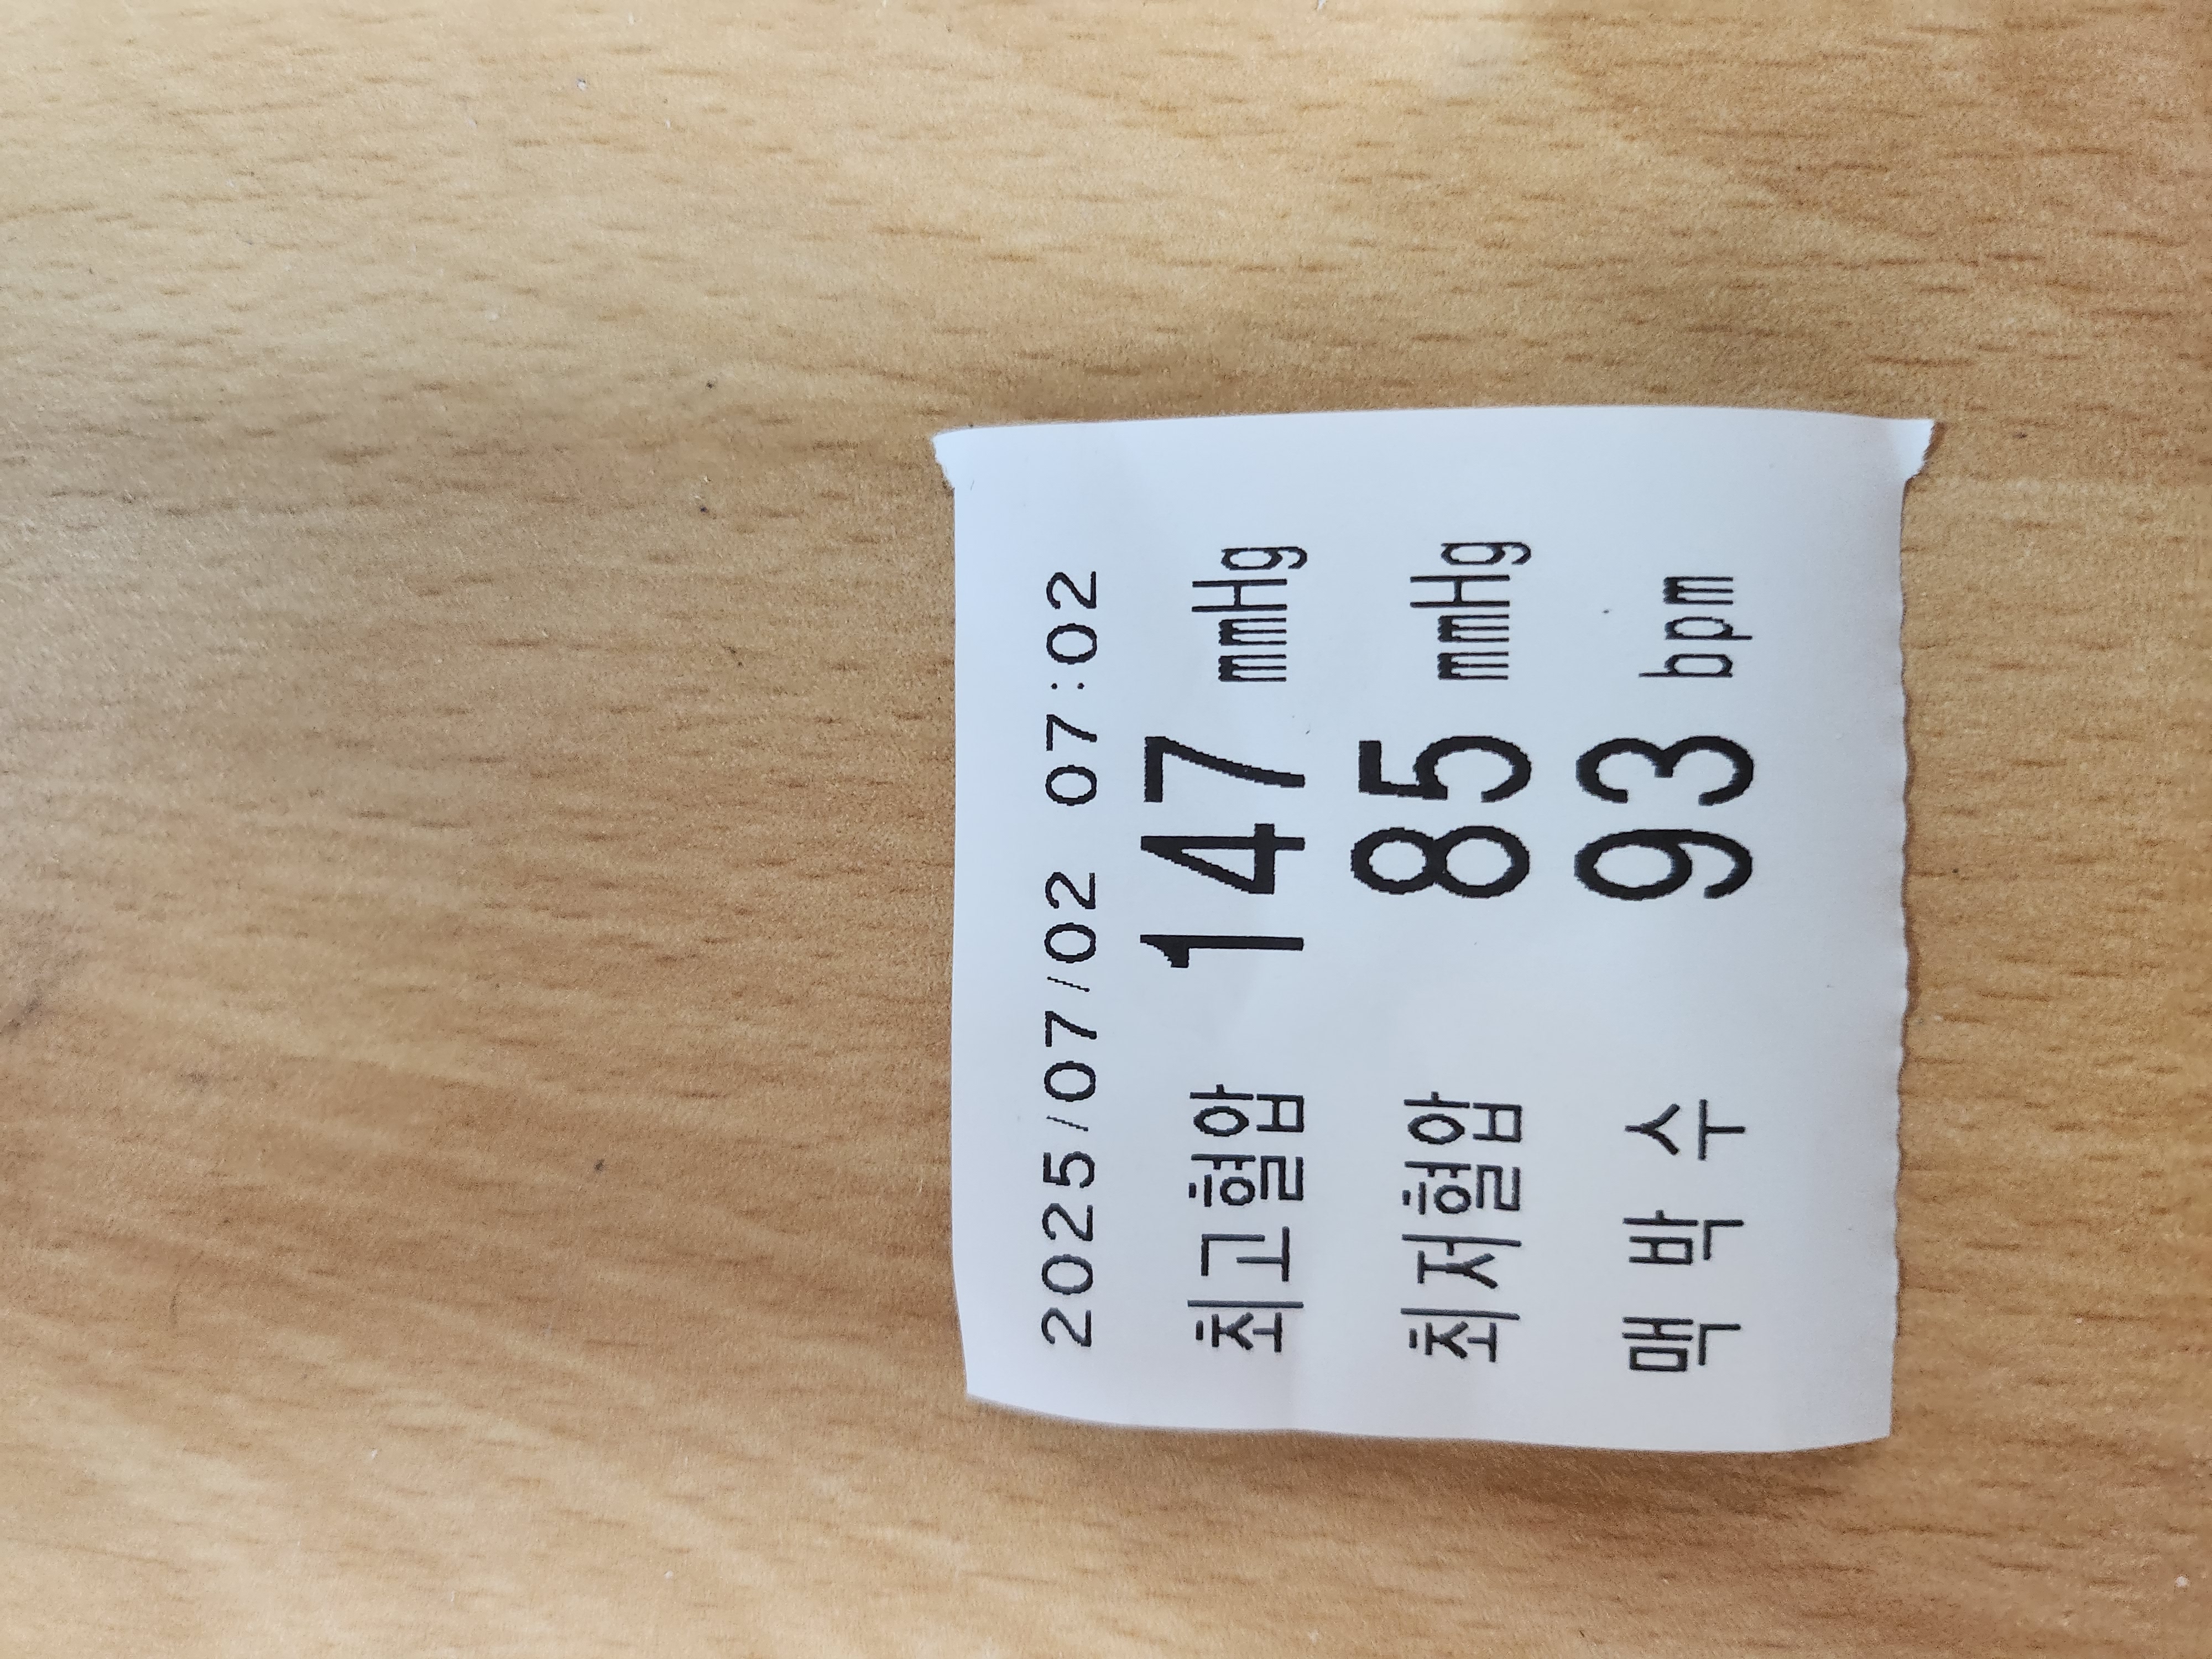 2025/07/02 07:02
최고혈압 147 mmHg
최저혈압 85 mmHg
맥 박 수 93 bpm